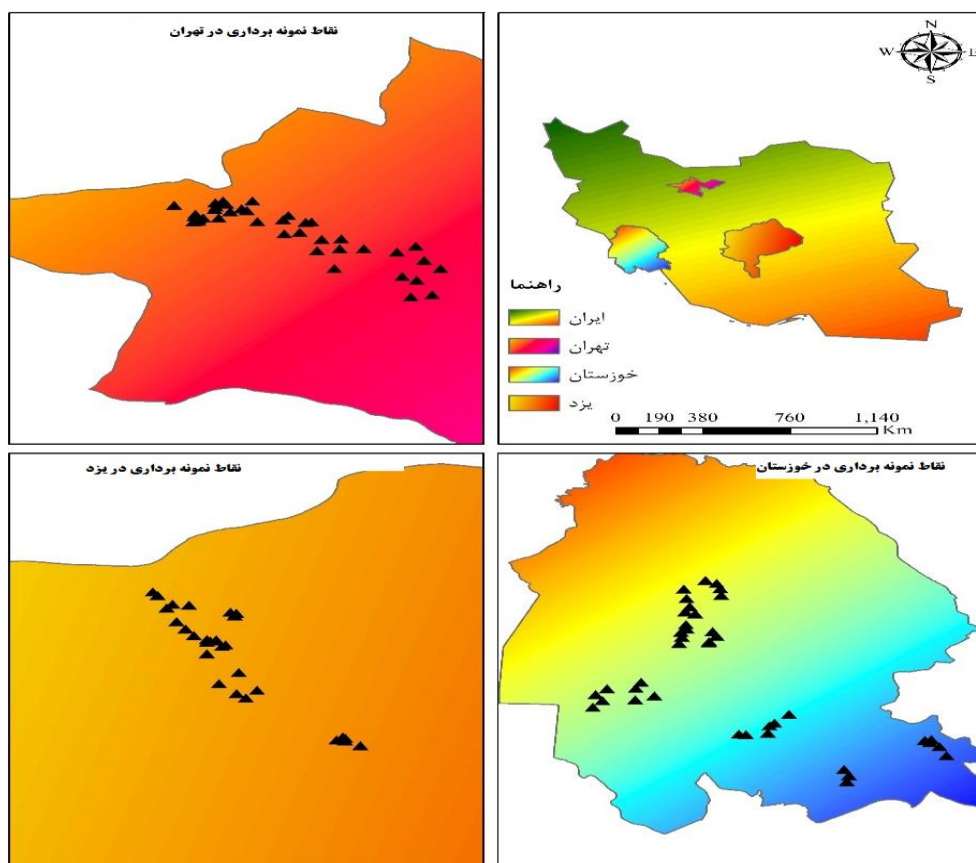 نقاط نمونه برداری در تهران
N
W E
S
راهنما
ایران
تهران
خوزستان
یزد
0 190 380 760 1,140
Km
نقاط نمونه برداری در یزد
نقاط نمونه برداری در خوزستان